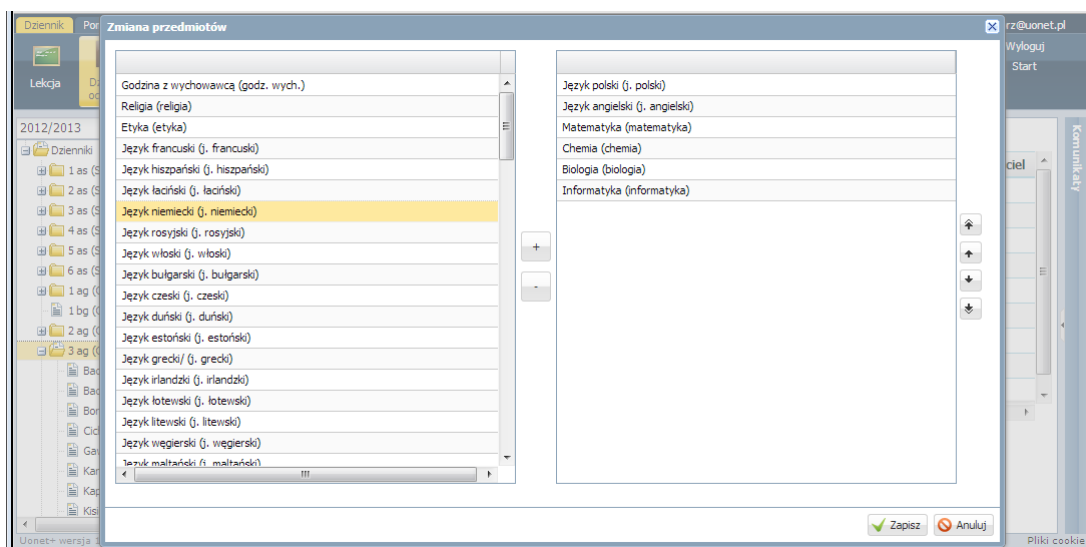 Dziennik
Zmiana przedmiotów
rz@uonet.pl
Wyloguj
Lekcja
Start
2012/2013
Dzienniki
1 as
2 as
3 as
4 as
5 as
6 as
1 ag
1 bg
2 ag
3 ag
Godzina z wychowawcą (godz. wych.)
Religia (religia)
Etyka (etyka)
Język francuski (j. francuski)
Język hiszpański (j. hiszpański)
Język łaciński (j. łaciński)
Język niemiecki (j. niemiecki)
Język rosyjski (j. rosyjski)
Język włoski (j. włoski)
Język bułgarski (j. bułgarski)
Język czeski (j. czeski)
Język duński (j. duński)
Język estoński (j. estoński)
Język grecki/ (j. grecki)
Język irlandzki (j. irlandzki)
Język łotewski (j. łotewski)
Język litewski (j. litewski)
Język węgierski (j. węgierski)
Język maltański (j. maltański)
+
-
Język polski (j. polski)
Język angielski (j. angielski)
Matematyka (matematyka)
Chemia (chemia)
Biologia (biologia)
Informatyka (informatyka)
Komunikaty
ciel
Zapisz
Anuluj
Uonet+ wersja
Pliki cookie